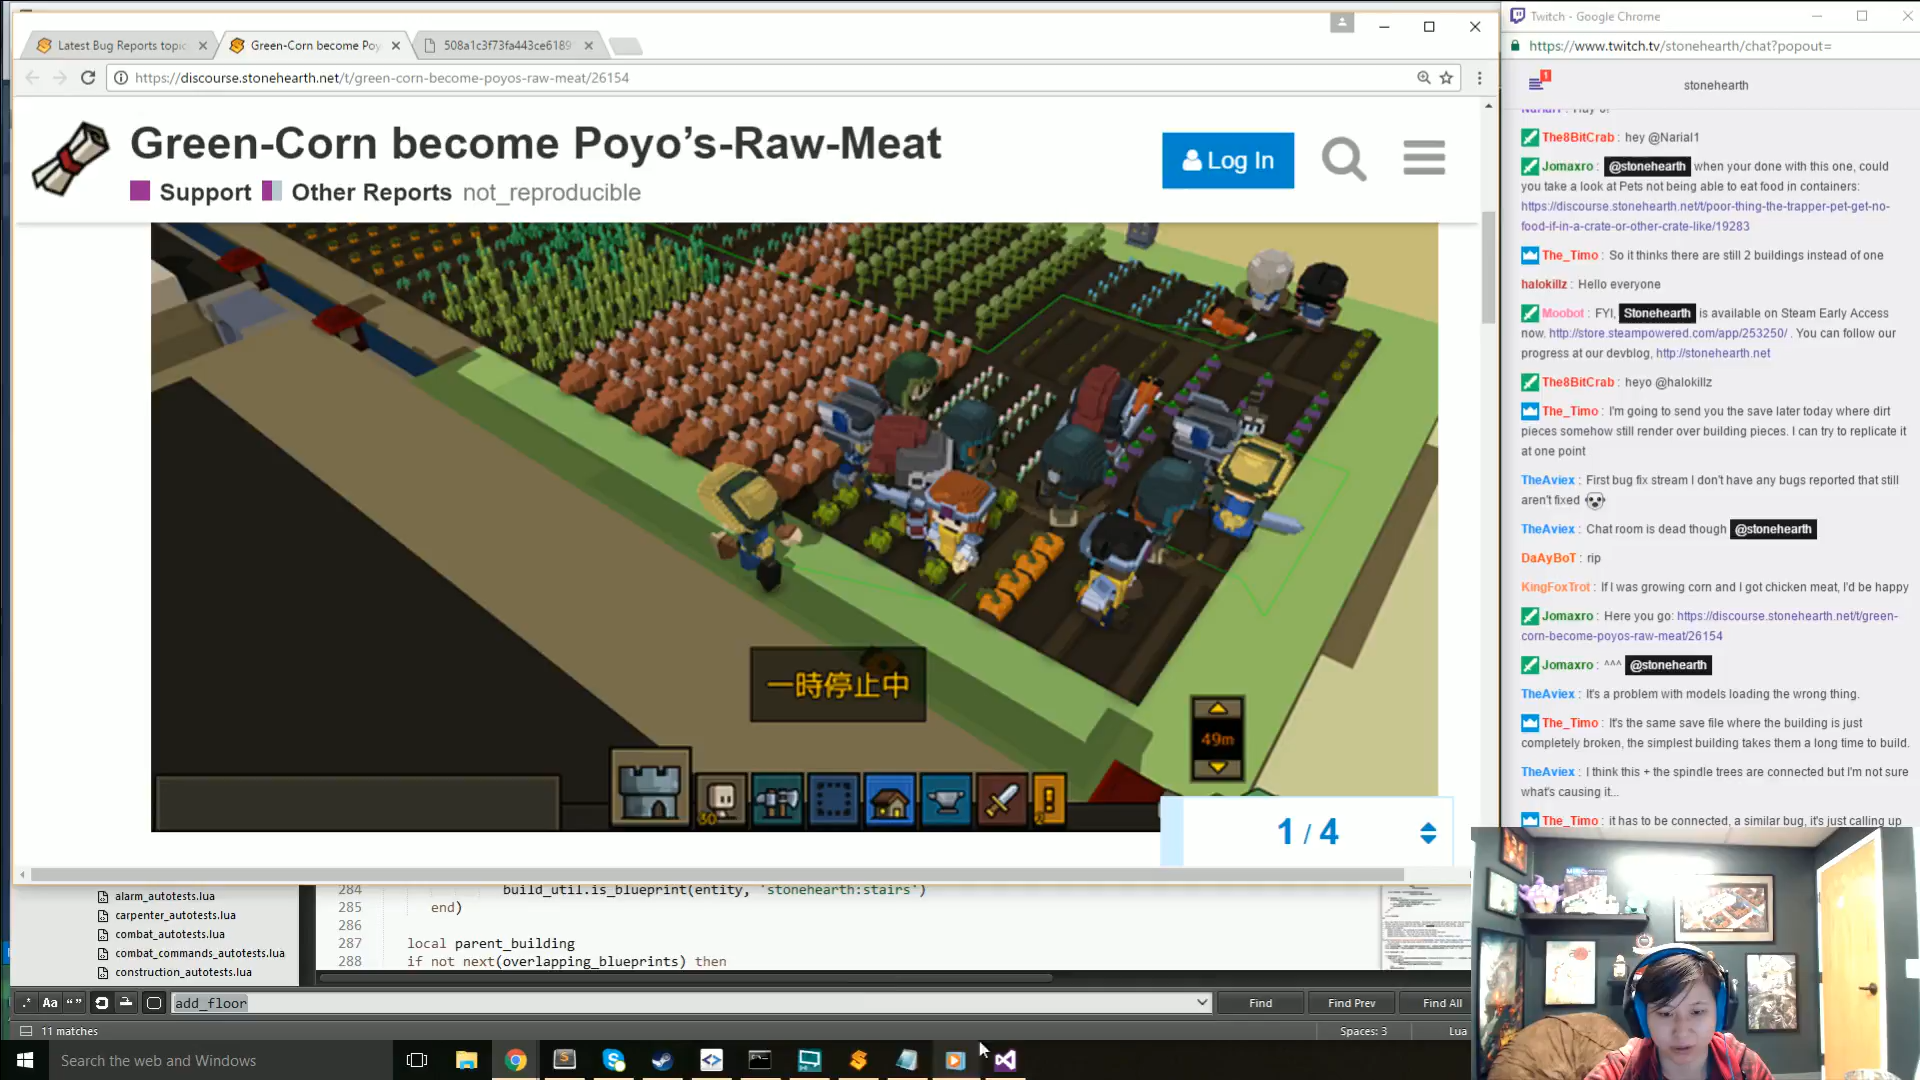 Latest Bug Reports topic
Green-Corn become Poy
508a1c3f73fa443ce6189
https://discourse.stonehearth.net/t/green-corn-become-poyos-raw-meat/26154
Green-Corn become Poyo’s-Raw-Meat
Support Other Reports not_reproducible
Log In
一時停止中
49m
30
1 / 4
alarm_autotests.lua
carpenter_autotests.lua
combat_autotests.lua
combat_commands_autotests.lua
construction_autotests.lua
284 build_util.is_blueprint(entity, 'stonehearth:stairs')
285 end)
286
287 local parent_building
288 if not next(overlapping_blueprints) then
.* Aa “ ” add_floor Find Find Prev Find All
11 matches Spaces: 3 Lua
Search the web and Windows
Twitch - Google Chrome
https://www.twitch.tv/stonehearth/chat?popout=
1
stonehearth
The8BitCrab : hey @Narial1
Jomaxro : @stonehearth when your done with this one, could
you take a look at Pets not being able to eat food in containers:
https://discourse.stonehearth.net/t/poor-thing-the-trapper-pet-get-no-
food-if-in-a-crate-or-other-crate-like/19283
The_Timo : So it thinks there are still 2 buildings instead of one
halokillz : Hello everyone
Moobot : FYI, Stonehearth is available on Steam Early Access
now. http://store.steampowered.com/app/253250/ . You can follow our
progress at our devblog, http://stonehearth.net
The8BitCrab : heyo @halokillz
The_Timo : I'm going to send you the save later today where dirt
pieces somehow still render over building pieces. I can try to replicate it
at one point
TheAviex : First bug fix stream I don't have any bugs reported that still
aren't fixed
TheAviex : Chat room is dead though @stonehearth
DaAyBoT : rip
KingFoxTrot : If I was growing corn and I got chicken meat, I'd be happy
Jomaxro : Here you go: https://discourse.stonehearth.net/t/green-
corn-become-poyos-raw-meat/26154
Jomaxro : ^^^ @stonehearth
TheAviex : It's a problem with models loading the wrong thing.
The_Timo : It's the same save file where the building is just
completely broken, the simplest building takes them a long time to build.
TheAviex : I think this + the spindle trees are connected but I'm not sure
what's causing it...
The_Timo : it has to be connected, a similar bug, it's just calling up